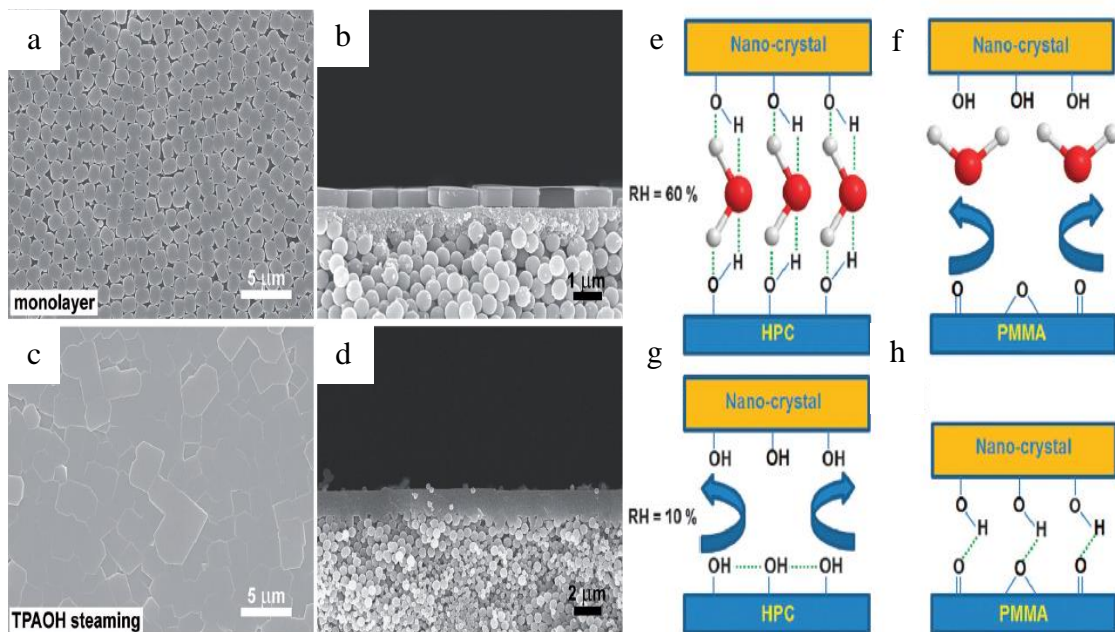 a
monolayer
5 μm
b
1 μm
c
TPAOH steaming
5 μm
d
2 μm
e
Nano-crystal
O O O
H H H
RH = 60 %
H H H
O O O
HPC
f
Nano-crystal
OH OH OH
O O O
PMMA
g
Nano-crystal
OH OH OH
RH = 10 %
OH OH OH
HPC
h
Nano-crystal
O O O
H H H
O O O
PMMA